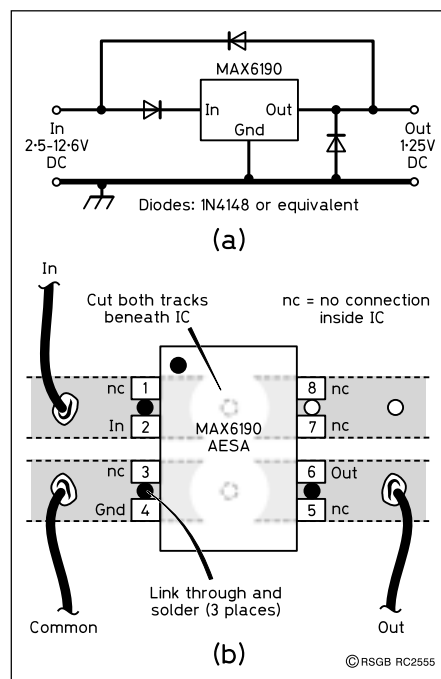 MAX6190
In
Out
Gnd
In
2·5-12·6V
DC
Out
1·25V
DC
Diodes: 1N4148 or equivalent
(a)
In
Cut both tracks
beneath IC
nc = no connection
inside IC
nc 1
In 2
nc 3
Gnd 4
MAX6190
AESA
8 nc
7 nc
6 Out
5 nc
Link through and
solder (3 places)
Common
Out
(b)
© RSGB RC2555